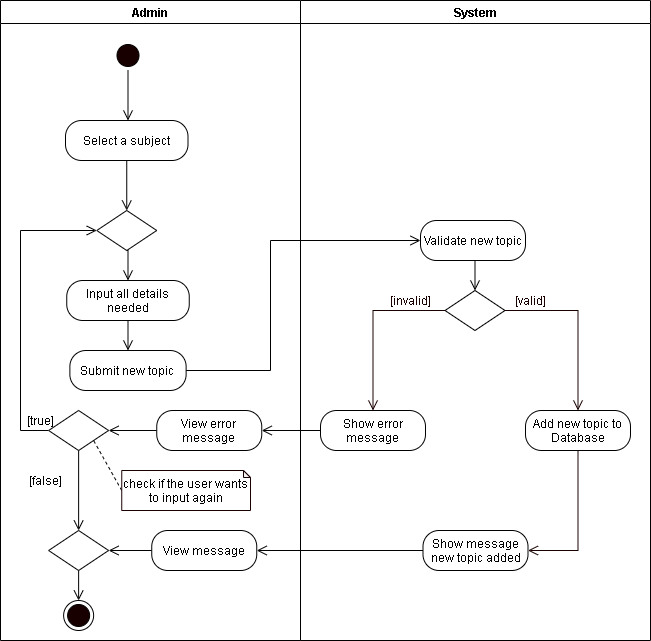 Admin
System
Select a subject
Validate new topic
Input all details
needed
[invalid]
[valid]
Submit new topic
[true]
View error
message
Show error
message
Add new topic to
Database
[false]
check if the user wants
to input again
View message
Show message
new topic added